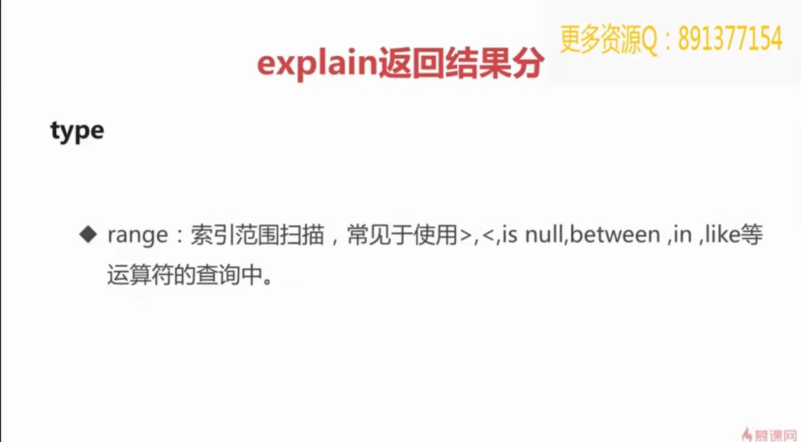 更多资源Q：891377154
explain返回结果分
type
◆ range：索引范围扫描，常见于使用>,<,is null,between ,in ,like等
运算符的查询中。
慕课网